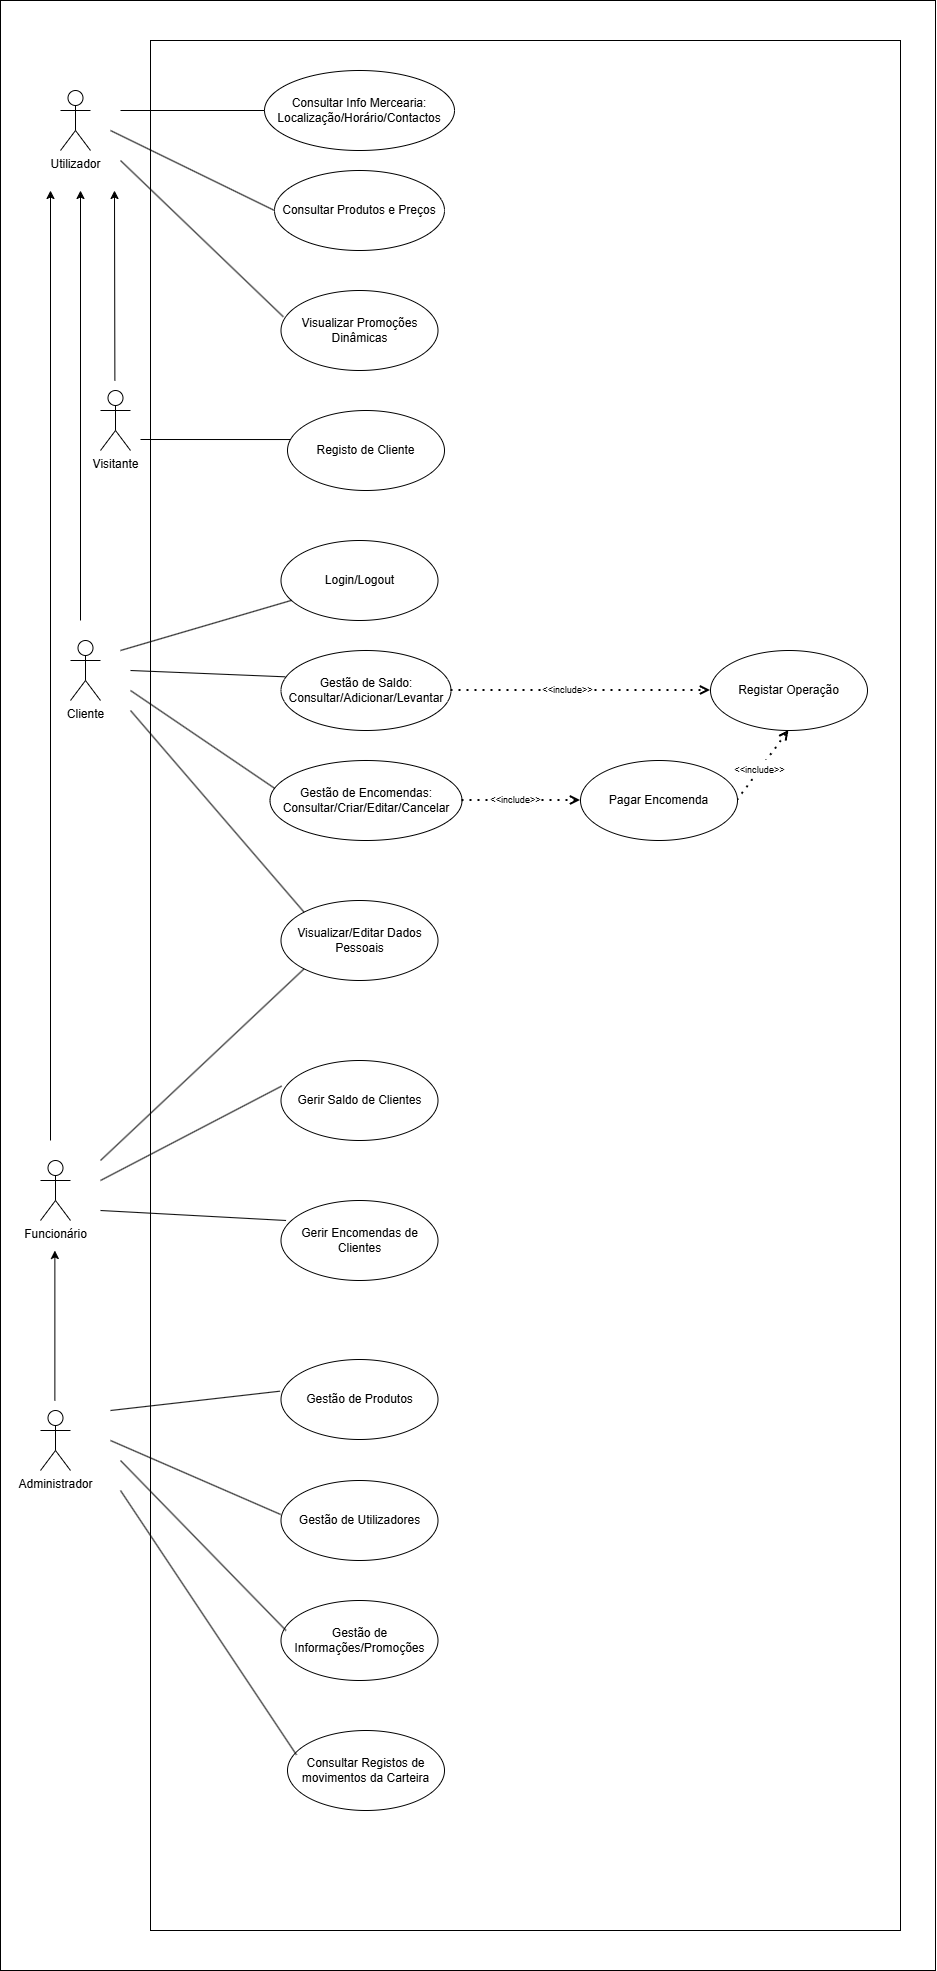 Consultar Info Mercearia:
Localização/Horário/Contactos
Utilizador
Consultar Produtos e Preços
Visualizar Promoções
Dinâmicas
Registo de Cliente
Visitante
Login/Logout
Gestão de Saldo:
Consultar/Adicionar/Levantar
<<include>>
Registar Operação
Cliente
<<include>>
Gestão de Encomendas:
Consultar/Criar/Editar/Cancelar
<<include>>
Pagar Encomenda
Visualizar/Editar Dados
Pessoais
Gerir Saldo de Clientes
Funcionário
Gerir Encomendas de
Clientes
Gestão de Produtos
Administrador
Gestão de Utilizadores
Gestão de
Informações/Promoções
Consultar Registos de
movimentos da Carteira